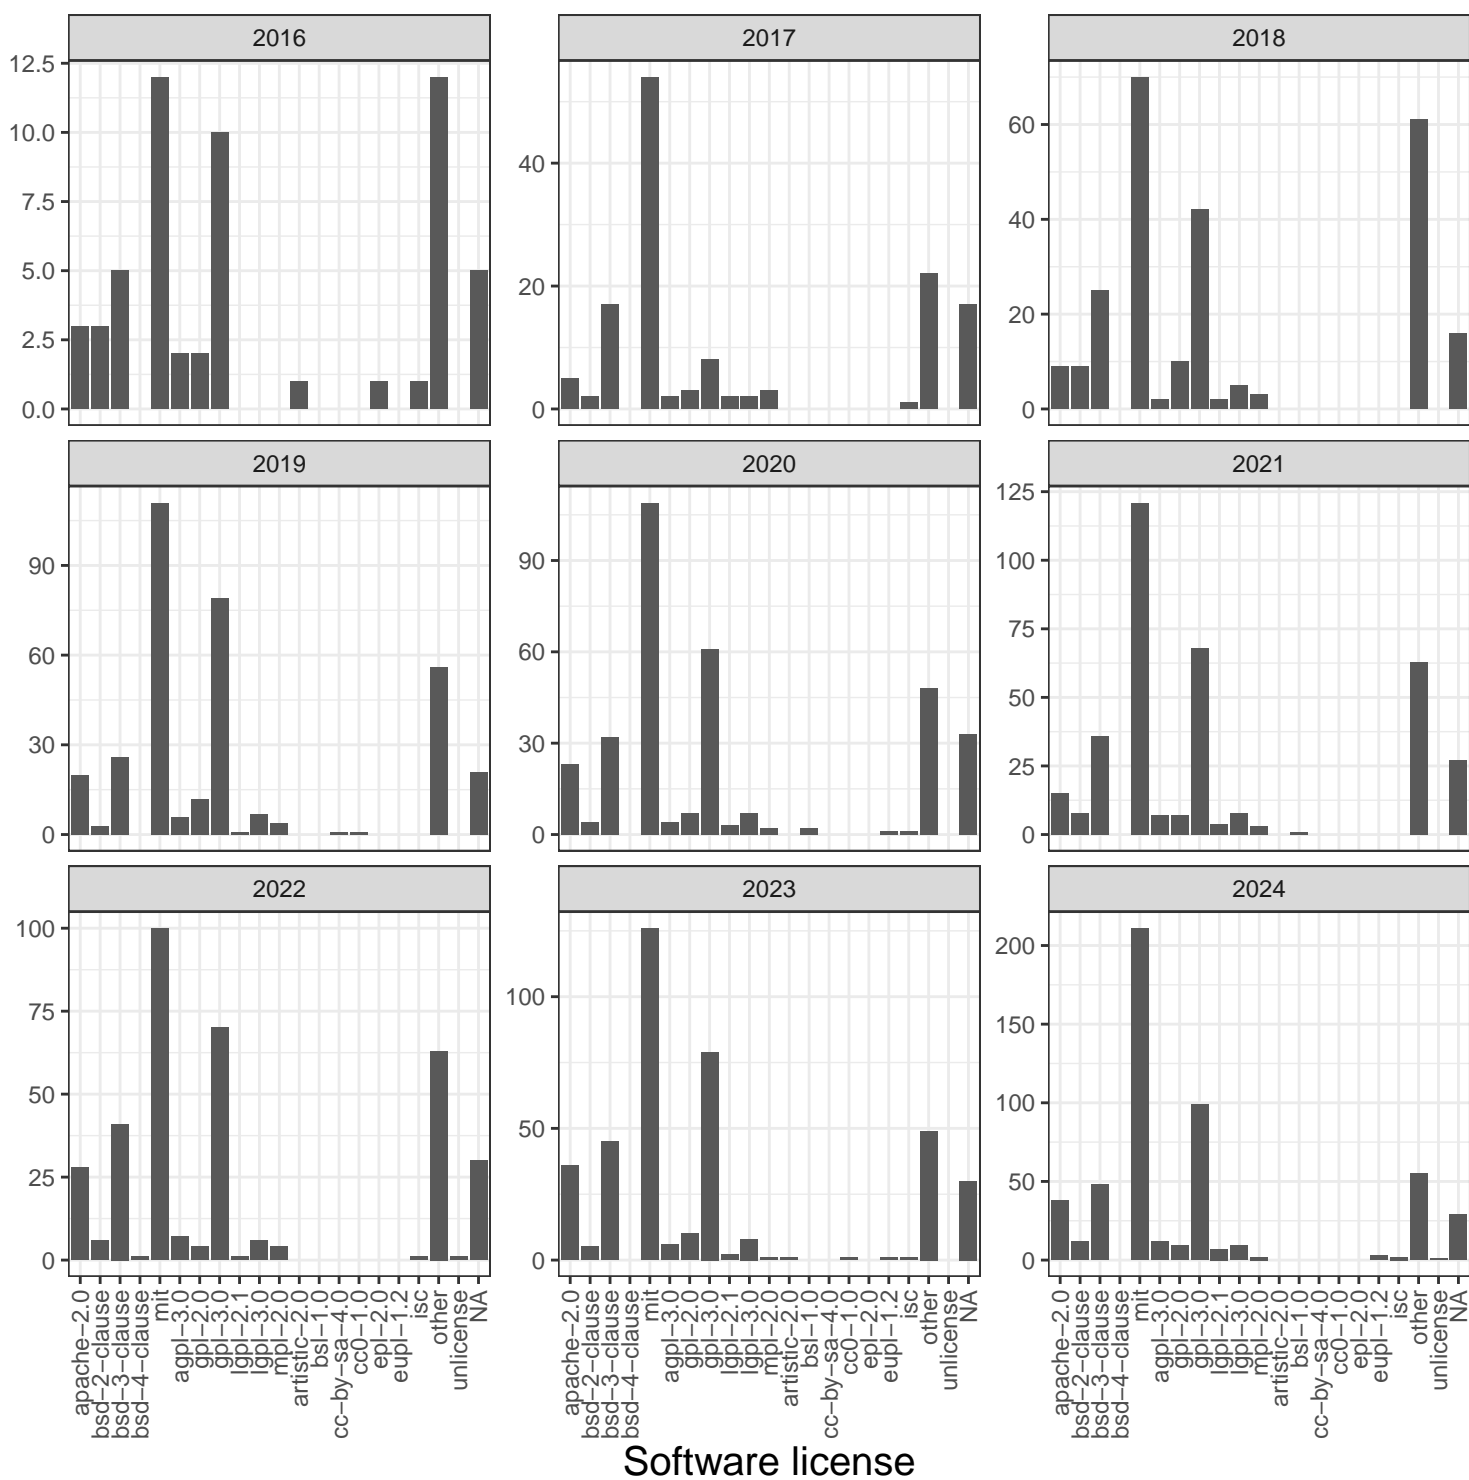 2016 2017 2018
12.5
10.0
7.5
5.0
2.5
0.0
40
20
0
60
40
20
0
2019 2020 2021
90
60
30
0
90
60
30
0
125
100
75
50
25
0
2022 2023 2024
100
75
50
25
0
100
50
0
200
150
100
50
0
apache−2.0
bsd−2−clause
bsd−3−clause
bsd−4−clause
mit
agpl−3.0
gpl−2.0
gpl−3.0
lgpl−2.1
lgpl−3.0
mpl−2.0
artistic−2.0
bsl−1.0
cc−by−sa−4.0
cc0−1.0
epl−2.0
eupl−1.2
isc
other
unlicense
NA
apache−2.0
bsd−2−clause
bsd−3−clause
bsd−4−clause
mit
agpl−3.0
gpl−2.0
gpl−3.0
lgpl−2.1
lgpl−3.0
mpl−2.0
artistic−2.0
bsl−1.0
cc−by−sa−4.0
cc0−1.0
epl−2.0
eupl−1.2
isc
other
unlicense
NA
apache−2.0
bsd−2−clause
bsd−3−clause
bsd−4−clause
mit
agpl−3.0
gpl−2.0
gpl−3.0
lgpl−2.1
lgpl−3.0
mpl−2.0
artistic−2.0
bsl−1.0
cc−by−sa−4.0
cc0−1.0
epl−2.0
eupl−1.2
isc
other
unlicense
NA
Software license